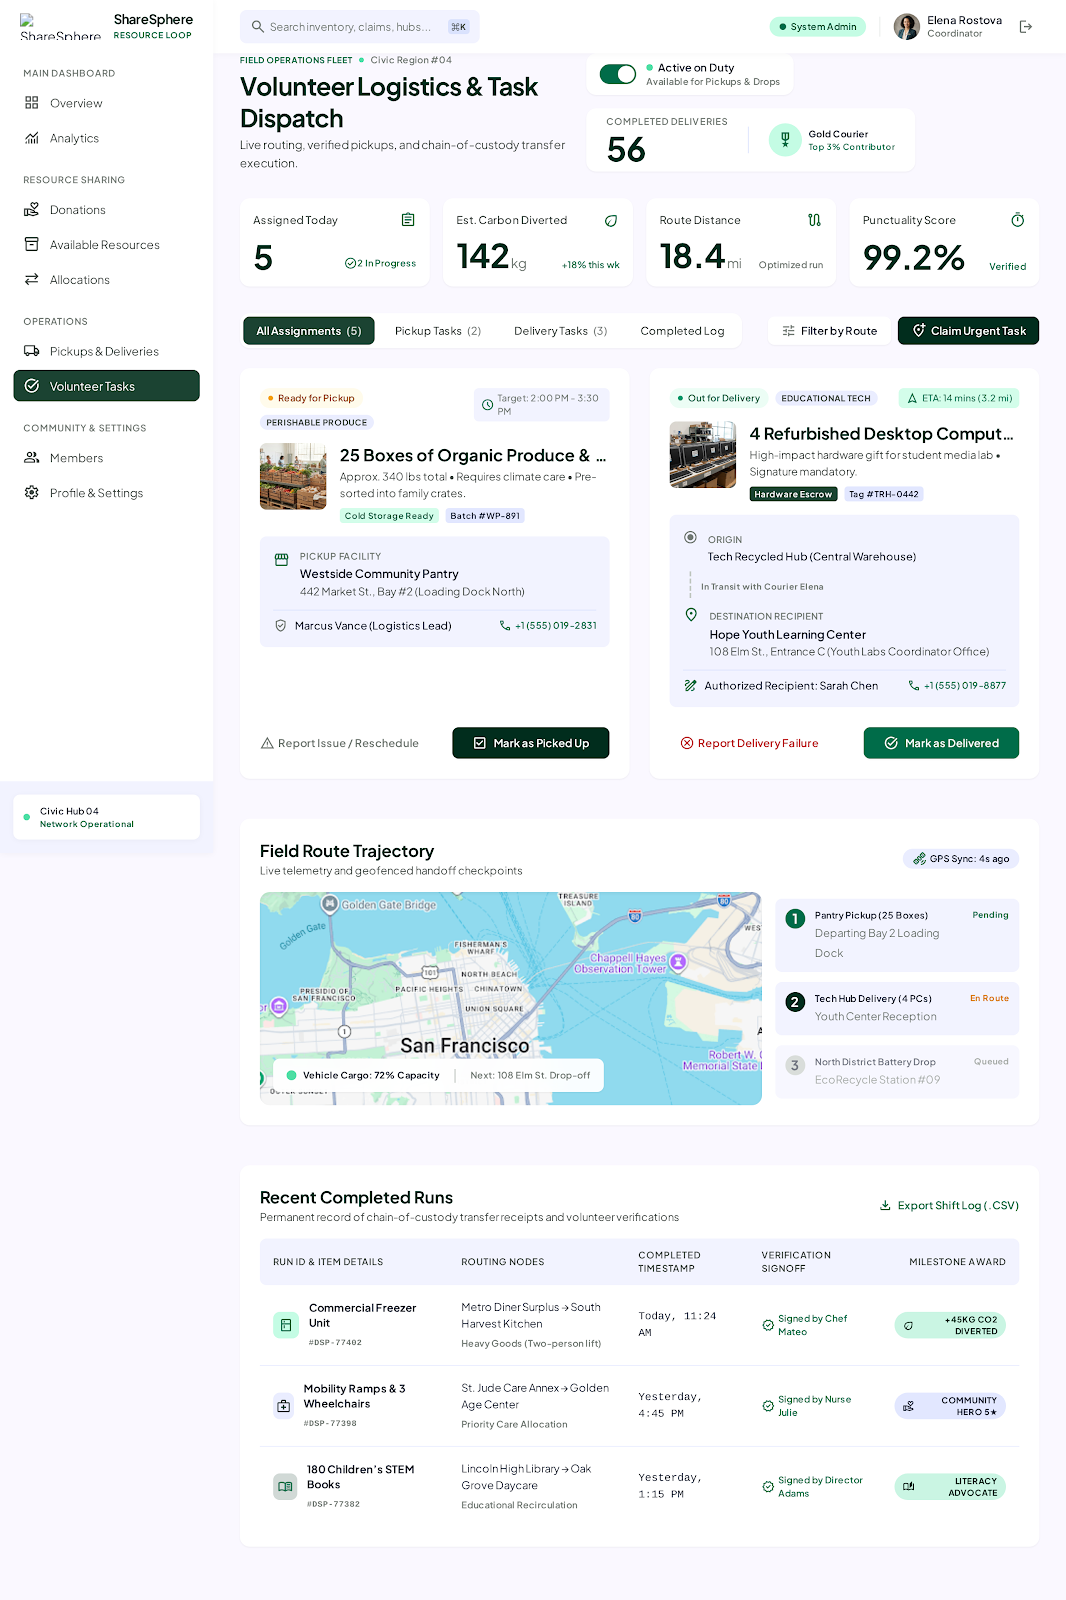 ShareSphere
ShareSphere
RESOURCE LOOP
Search inventory, claims, hubs...
⌘K
System Admin
Elena Rostova
Coordinator
MAIN DASHBOARD
Overview
Analytics
RESOURCE SHARING
Donations
Available Resources
Allocations
OPERATIONS
Pickups & Deliveries
Volunteer Tasks
COMMUNITY & SETTINGS
Members
Profile & Settings
Civic Hub 04
Network Operational
FIELD OPERATIONS FLEET • Civic Region #04
Volunteer Logistics & Task
Dispatch
Live routing, verified pickups, and chain-of-custody transfer
execution.
Active on Duty
Available for Pickups & Drops
COMPLETED DELIVERIES
56
Gold Courier
Top 3% Contributor
Assigned Today
5
2 In Progress
Est. Carbon Diverted
142 kg
+18% this wk
Route Distance
18.4 mi
Optimized run
Punctuality Score
99.2%
Verified
All Assignments (5)
Pickup Tasks (2)
Delivery Tasks (3)
Completed Log
Filter by Route
Claim Urgent Task
Ready for Pickup
PERISHABLE PRODUCE
Target: 2:00 PM - 3:30
PM
25 Boxes of Organic Produce & ...
Approx. 340 lbs total • Requires climate care • Pre-
sorted into family crates.
Cold Storage Ready
Batch #WP-891
PICKUP FACILITY
Westside Community Pantry
442 Market St., Bay #2 (Loading Dock North)
Marcus Vance (Logistics Lead)
+1 (555) 019-2831
Report Issue / Reschedule
Mark as Picked Up
Out for Delivery
EDUCATIONAL TECH
ETA: 14 mins (3.2 mi)
4 Refurbished Desktop Comput...
High-impact hardware gift for student media lab •
Signature mandatory.
Hardware Escrow
Tag #TRH-0442
ORIGIN
Tech Recycled Hub (Central Warehouse)
In Transit with Courier Elena
DESTINATION RECIPIENT
Hope Youth Learning Center
108 Elm St., Entrance C (Youth Labs Coordinator Office)
Authorized Recipient: Sarah Chen
+1 (555) 019-8877
Report Delivery Failure
Mark as Delivered
Field Route Trajectory
Live telemetry and geofenced handoff checkpoints
GPS Sync: 4s ago
Golden Gate Bridge
Golden Gate
TREASURE
ISLAND
80
80
WES
FISHERMAN'S
WHARF
Chappell Hayes
Observation Tower
101
NORTH BEACH
PRESIDIO OF
SAN FRANCISCO
PACIFIC HEIGHTS
CHINATOWN
UNION SQUARE
or
1
A
San Francisco
Robert W. C
Memorial State
OUTER SUNSET
Vehicle Cargo: 72% Capacity
Next: 108 Elm St. Drop-off
1
Pantry Pickup (25 Boxes)
Pending
Departing Bay 2 Loading
Dock
2
Tech Hub Delivery (4 PCs)
En Route
Youth Center Reception
3
North District Battery Drop
Queued
EcoRecycle Station #09
Recent Completed Runs
Permanent record of chain-of-custody transfer receipts and volunteer verifications
Export Shift Log (.CSV)
RUN ID & ITEM DETAILS
ROUTING NODES
COMPLETED
TIMESTAMP
VERIFICATION
SIGNOFF
MILESTONE AWARD
Commercial Freezer
Unit
#DSP-77402
Metro Diner Surplus → South
Harvest Kitchen
Heavy Goods (Two-person lift)
Today, 11:24
AM
Signed by Chef
Mateo
+45KG CO2
DIVERTED
Mobility Ramps & 3
Wheelchairs
#DSP-77398
St. Jude Care Annex → Golden
Age Center
Priority Care Allocation
Yesterday,
4:45 PM
Signed by Nurse
Julie
COMMUNITY
HERO 5★
180 Children's STEM
Books
#DSP-77382
Lincoln High Library → Oak
Grove Daycare
Educational Recirculation
Yesterday,
1:15 PM
Signed by Director
Adams
LITERACY
ADVOCATE